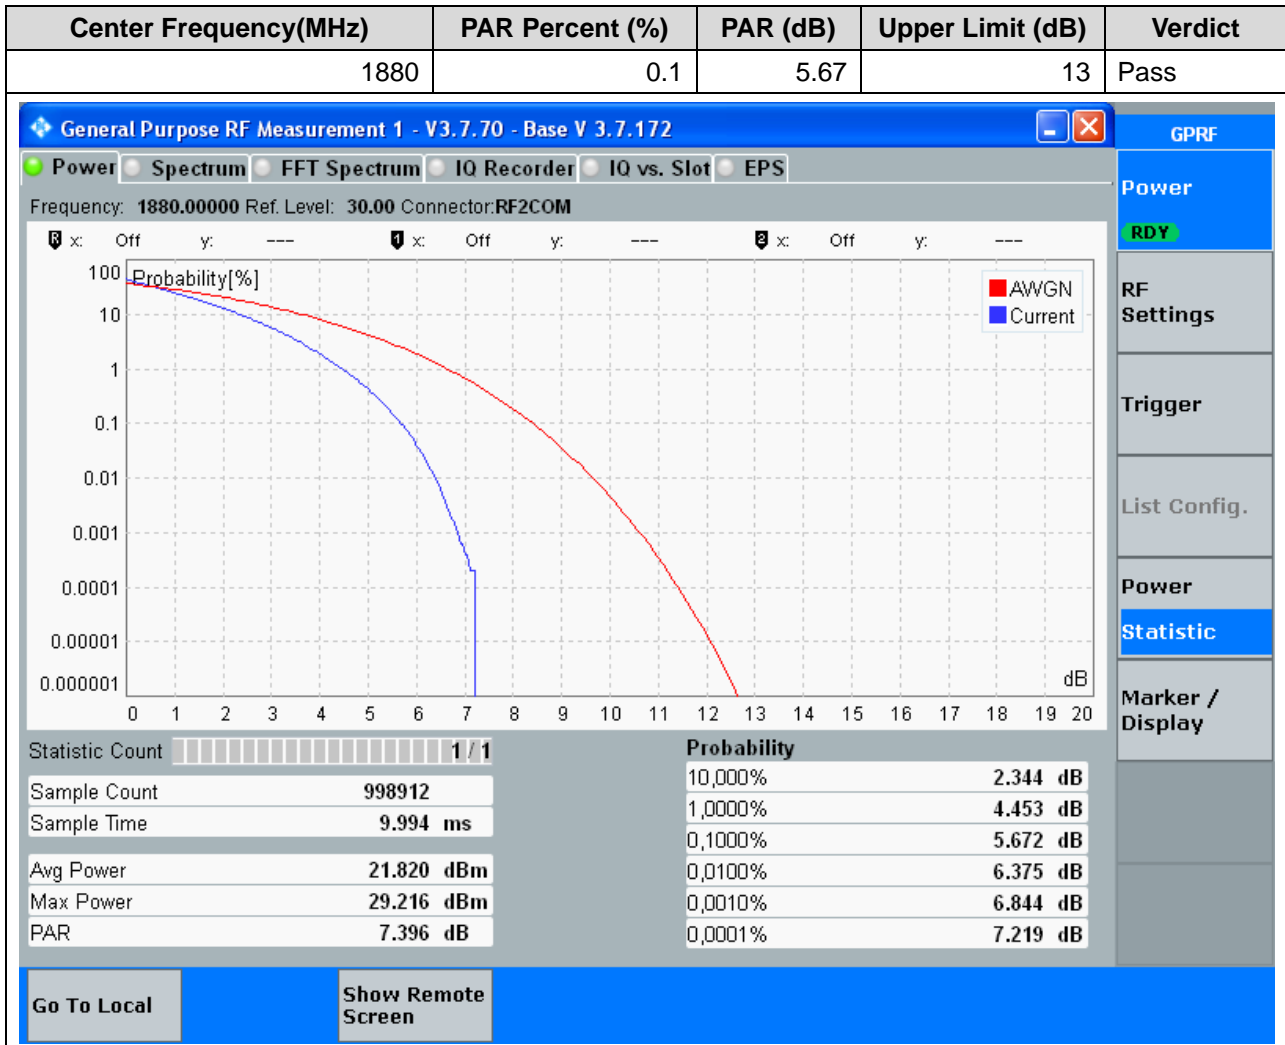 Center Frequency(MHz) PAR Percent (%) PAR (dB) Upper Limit (dB) Verdict
1880 0.1 5.67 13 Pass
General Purpose RF Measurement 1 - V3.7.70 - Base V 3.7.172
GPRF
Power Spectrum FFT Spectrum IQ Recorder IQ vs. Slot EPS
Power
RDY
Frequency: 1880.00000 Ref. Level: 30.00 Connector:RF2COM
R x: Off y: --- 1 x: Off y: --- 2 x: Off y: ---
Probability[%]
AWGN
Current
100
10
1
0.1
0.01
0.001
0.0001
0.00001
0.000001
dB
0 1 2 3 4 5 6 7 8 9 10 11 12 13 14 15 16 17 18 19 20
RF
Settings
Trigger
List Config.
Power
Statistic
Marker /
Display
Statistic Count 1 / 1
Sample Count 998912
Sample Time 9.994 ms
Avg Power 21.820 dBm
Max Power 29.216 dBm
PAR 7.396 dB
Probability
10,000% 2.344 dB
1,0000% 4.453 dB
0,1000% 5.672 dB
0,0100% 6.375 dB
0,0010% 6.844 dB
0,0001% 7.219 dB
Go To Local
Show Remote
Screen